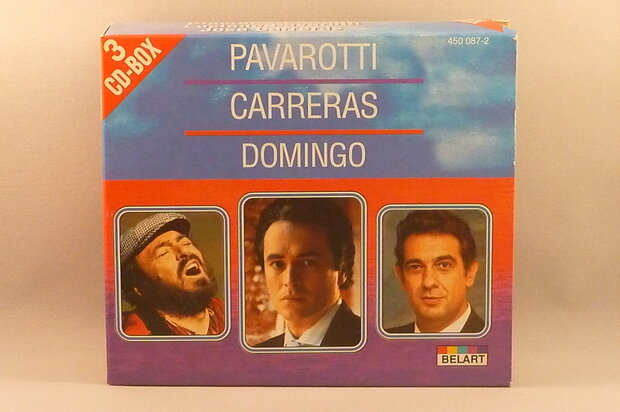 450 087-2
3
CD-BOX
PAVAROTTI
CARRERAS
DOMINGO
BELART